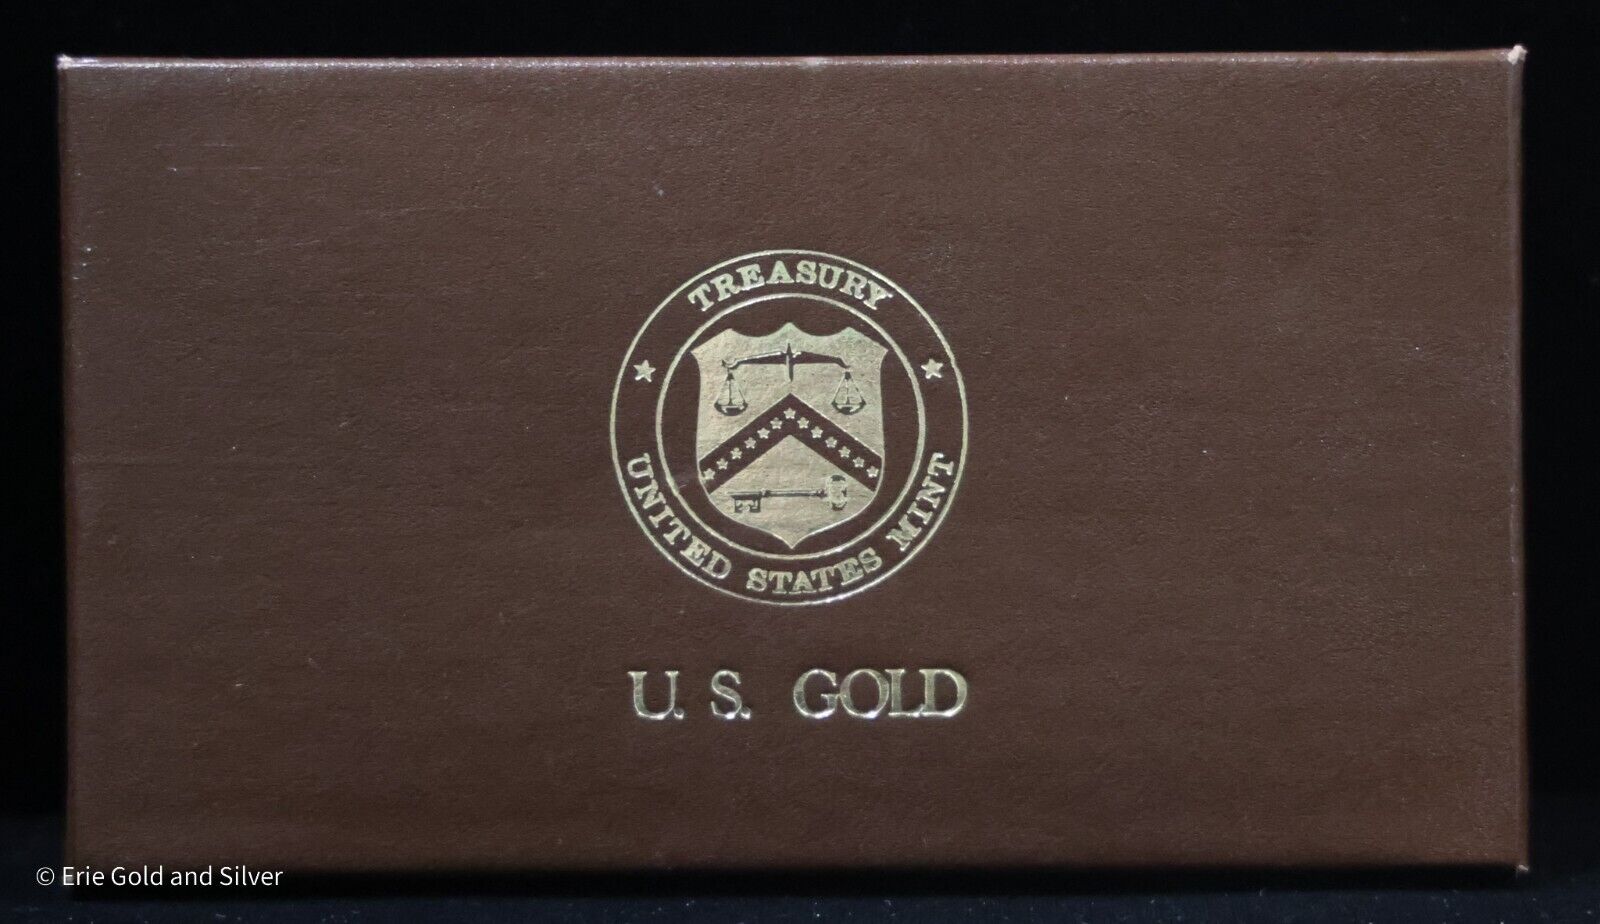 TREASURY
UNITED STATES MINT
U. S. GOLD
© Erie Gold and Silver